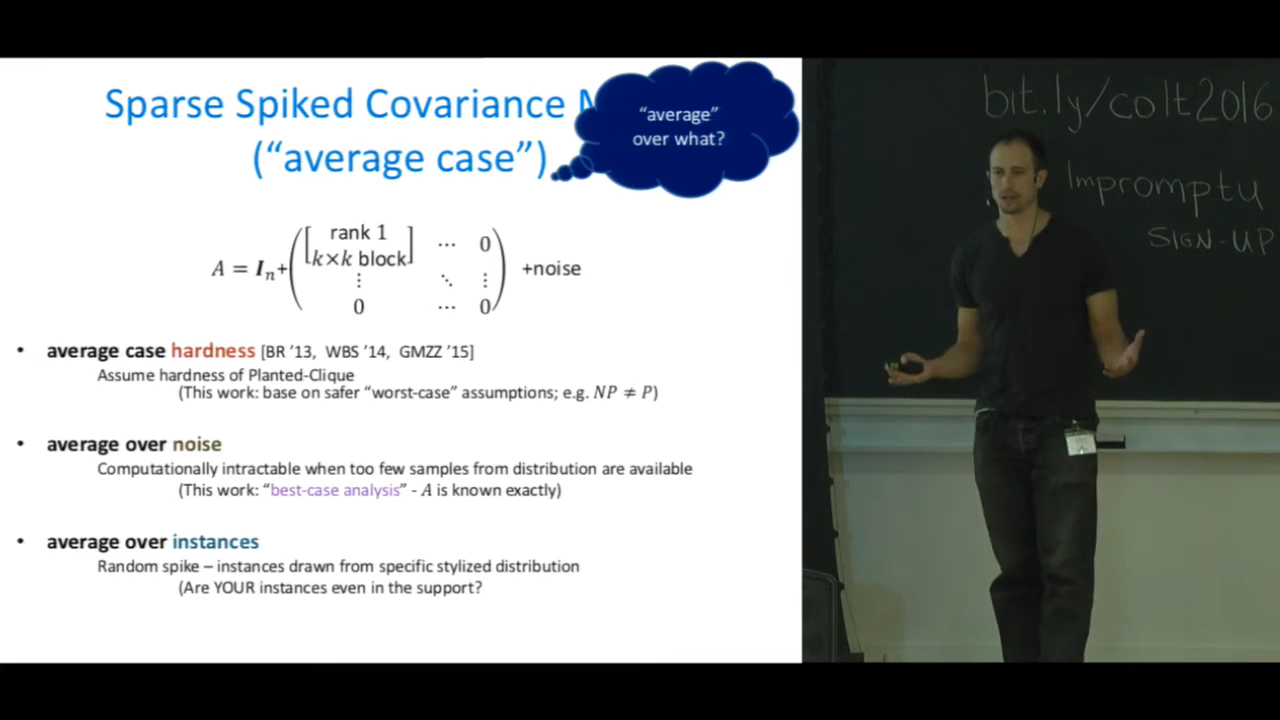 Sparse Spiked Covariance
("average case")
"average"
over what?
A = Iₙ + ( [ rank 1 k×k block ] ⋯ 0
⋮ ⋱ ⋮
0 ⋯ 0 ) +noise
• average case hardness [BR '13, WBS '14, GMZZ '15]
Assume hardness of Planted-Clique
(This work: base on safer "worst-case" assumptions; e.g. NP ≠ P)
• average over noise
Computationally intractable when too few samples from distribution are available
(This work: "best-case analysis" - A is known exactly)
• average over instances
Random spike – instances drawn from specific stylized distribution
(Are YOUR instances even in the support?
bit.ly/colt2016
Impromptu
SIGN-UP